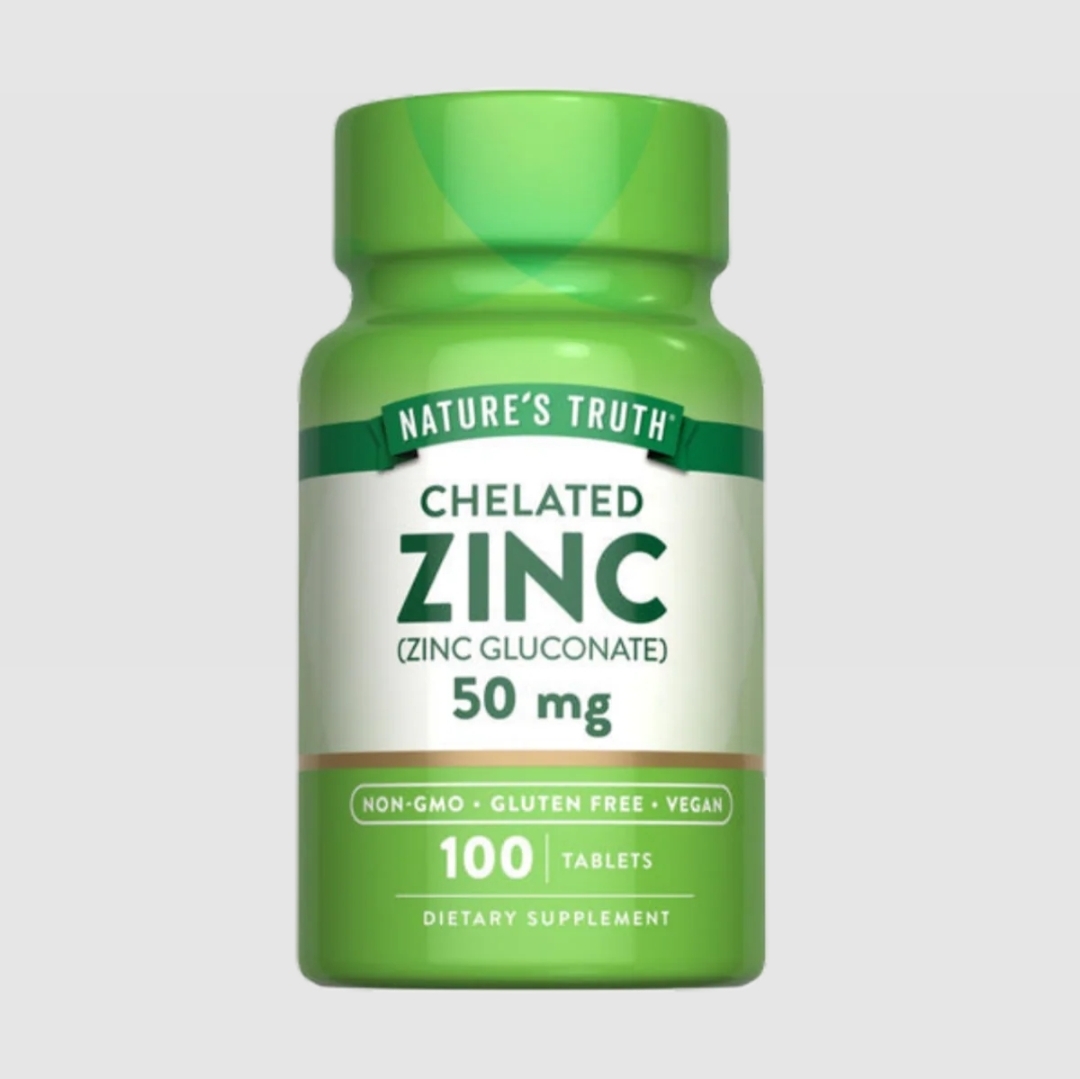 NATURE'S TRUTH®
CHELATED
ZINC
(ZINC GLUCONATE)
50 mg
NON-GMO • GLUTEN FREE • VEGAN
100 | TABLETS
DIETARY SUPPLEMENT